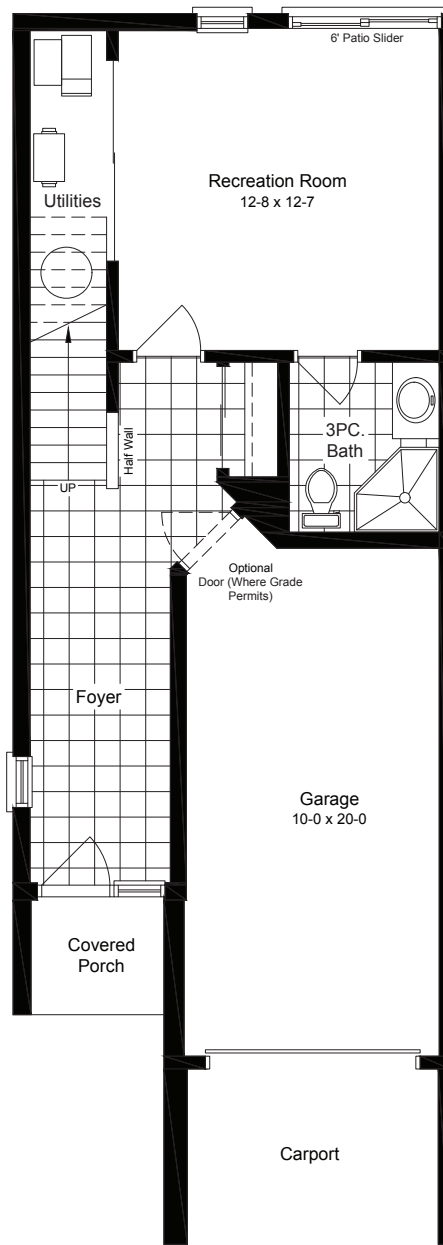 6' Patio Slider
Recreation Room
12-8 x 12-7
Utilities
3PC.
Bath
Half Wall
UP
Optional
Door (Where Grade
Permits)
Foyer
Garage
10-0 x 20-0
Covered
Porch
Carport